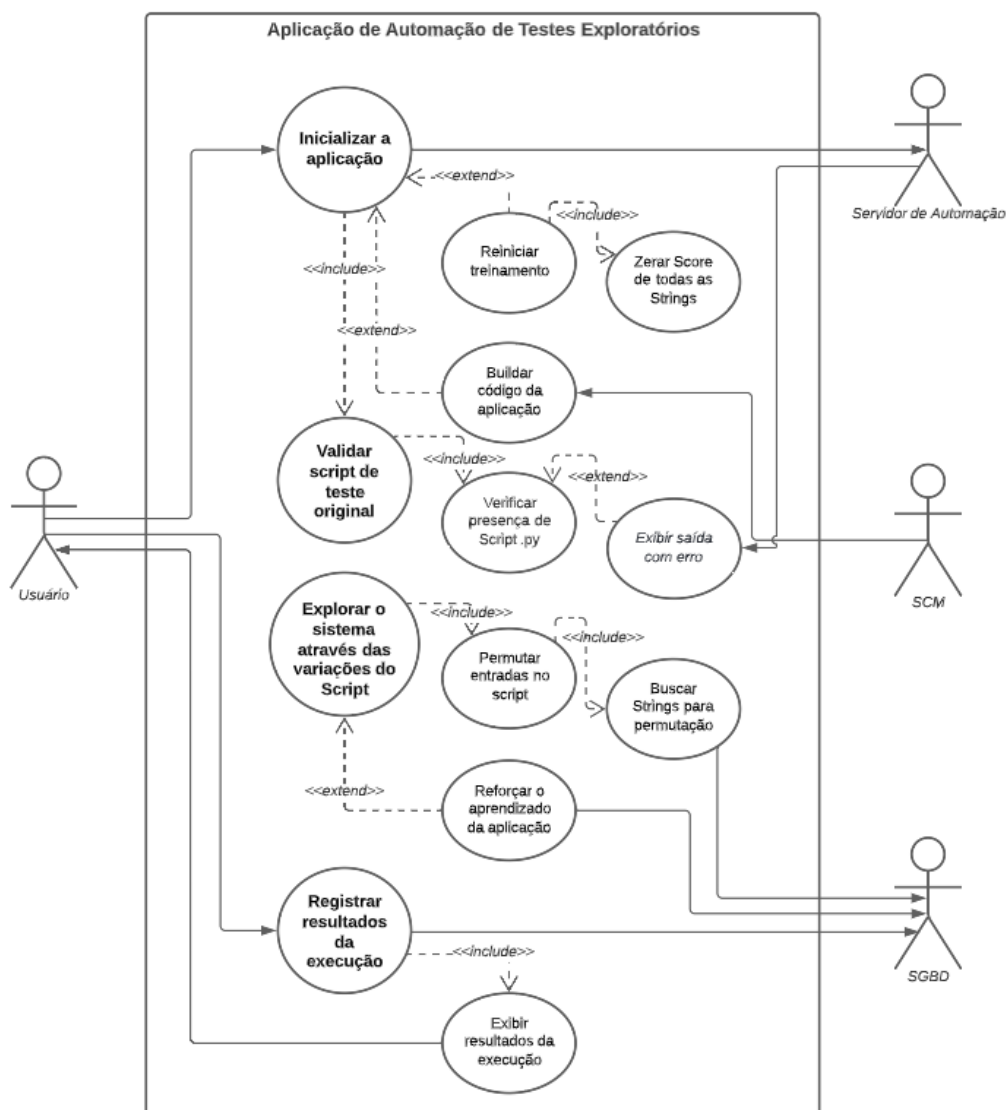 Aplicação de Automação de Testes Exploratórios
Inicializar a
aplicação
<<extend>>
<<include>>
Servidor de Automação
Reiniciar
treinamento
Zerar Score
de todas as
Strings
<<include>>
<<extend>>
Buildar
código da
aplicação
Validar
script de
teste
original
<<include>>
<<extend>>
Verificar
presença de
Script .py
Exibir saída
com erro
Usuário
SCM
Explorar o
sistema
através das
variações do
Script
<<include>>
<<include>>
Permutar
entradas no
script
Buscar
Strings para
permutação
<<extend>>
Reforçar o
aprendizado
da aplicação
Registrar
resultados
da
execução
<<include>>
SGBD
Exibir
resultados da
execução